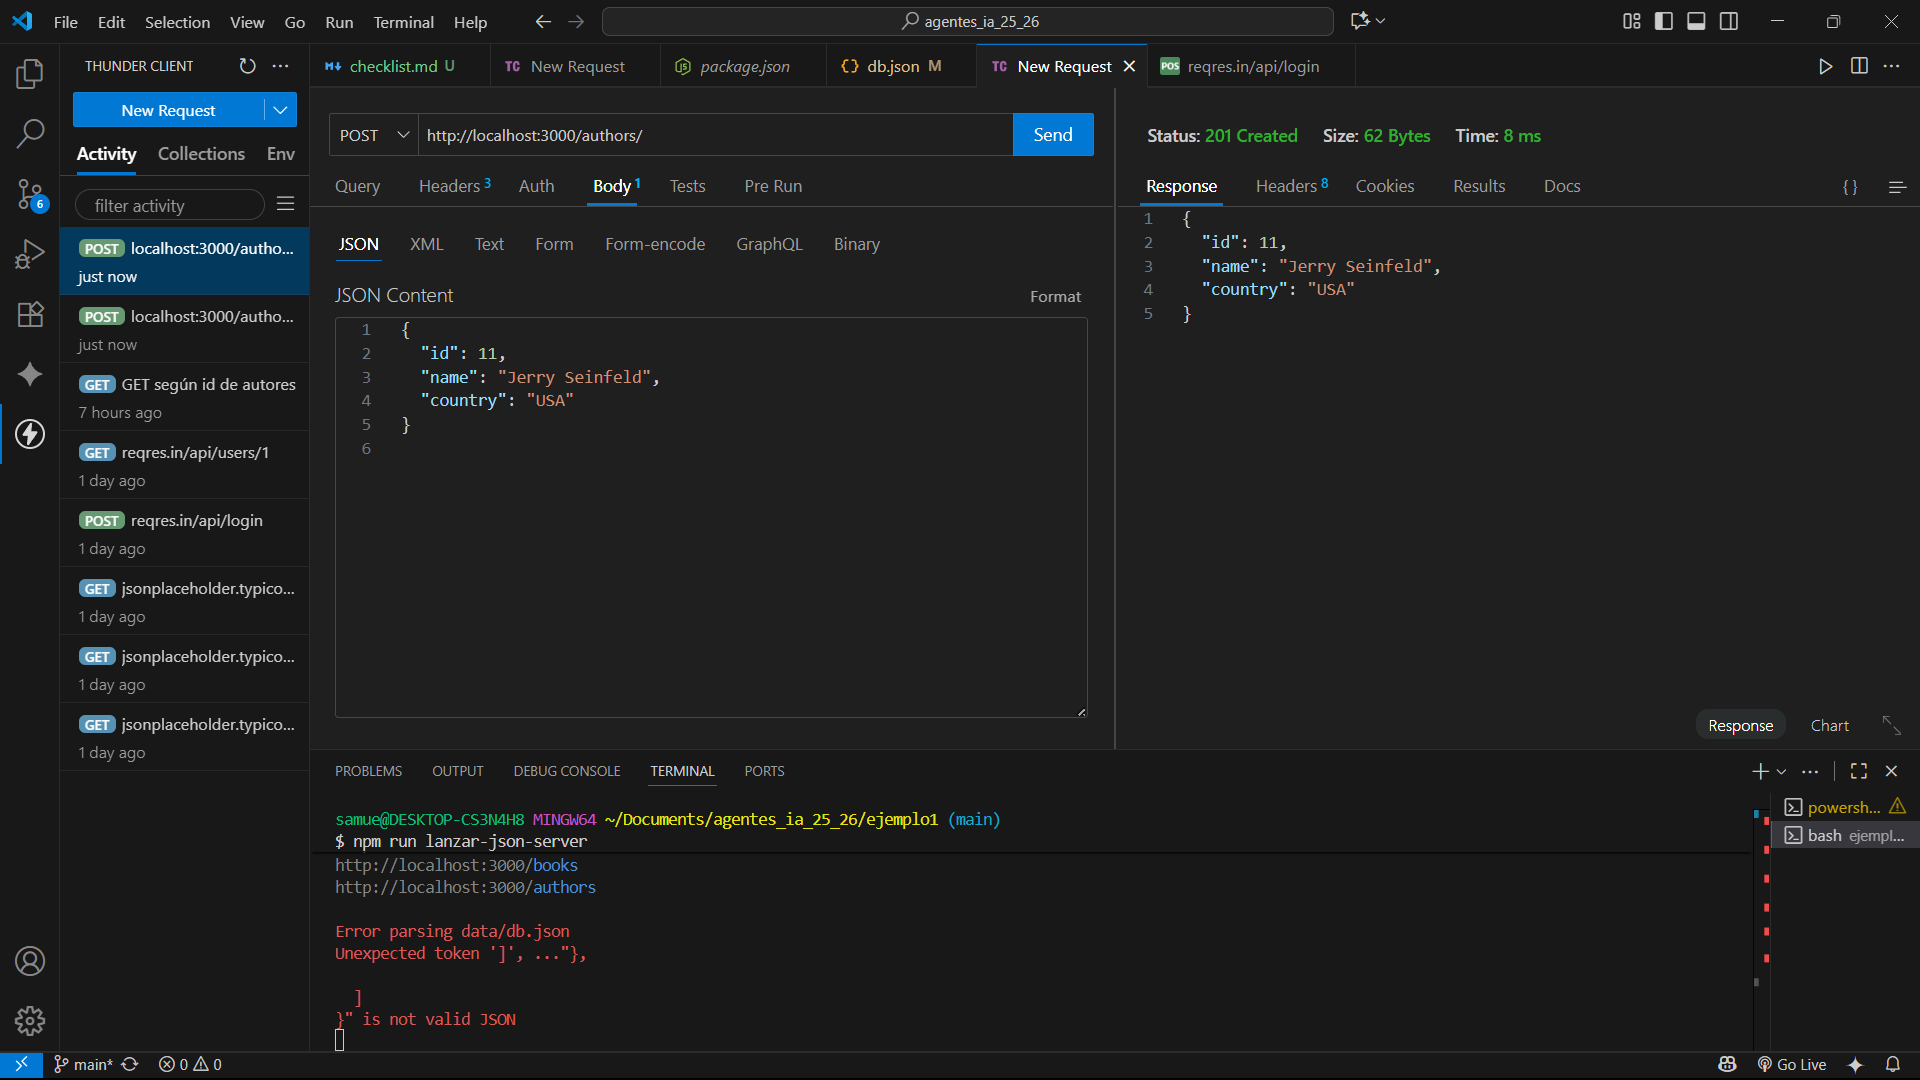 File Edit Selection View Go Run Terminal Help
agentes_ia_25_26
THUNDER CLIENT
New Request
Activity Collections Env
filter activity
POST localhost:3000/autho...
just now
POST localhost:3000/autho...
just now
GET GET según id de autores
7 hours ago
GET reqres.in/api/users/1
1 day ago
POST reqres.in/api/login
1 day ago
GET jsonplaceholder.typico...
1 day ago
GET jsonplaceholder.typico...
1 day ago
GET jsonplaceholder.typico...
1 day ago
6
checklist.md U
TC New Request
package.json
db.json M
TC New Request
POS reqres.in/api/login
POST http://localhost:3000/authors/ Send
Query Headers 3 Auth Body 1 Tests Pre Run
JSON XML Text Form Form-encode GraphQL Binary
JSON Content Format
1 {
2 "id": 11,
3 "name": "Jerry Seinfeld",
4 "country": "USA"
5 }
6
Status: 201 Created Size: 62 Bytes Time: 8 ms
Response Headers 8 Cookies Results Docs { }
1 {
2 "id": 11,
3 "name": "Jerry Seinfeld",
4 "country": "USA"
5 }
Response Chart
PROBLEMS OUTPUT DEBUG CONSOLE TERMINAL PORTS
samue@DESKTOP-CS3N4H8 MINGW64 ~/Documents/agentes_ia_25_26/ejemplo1 (main)
$ npm run lanzar-json-server
http://localhost:3000/books
http://localhost:3000/authors
Error parsing data/db.json
Unexpected token ']', ..."},
]
}" is not valid JSON
powersh...
bash ejempl...
main* 0 0 Go Live